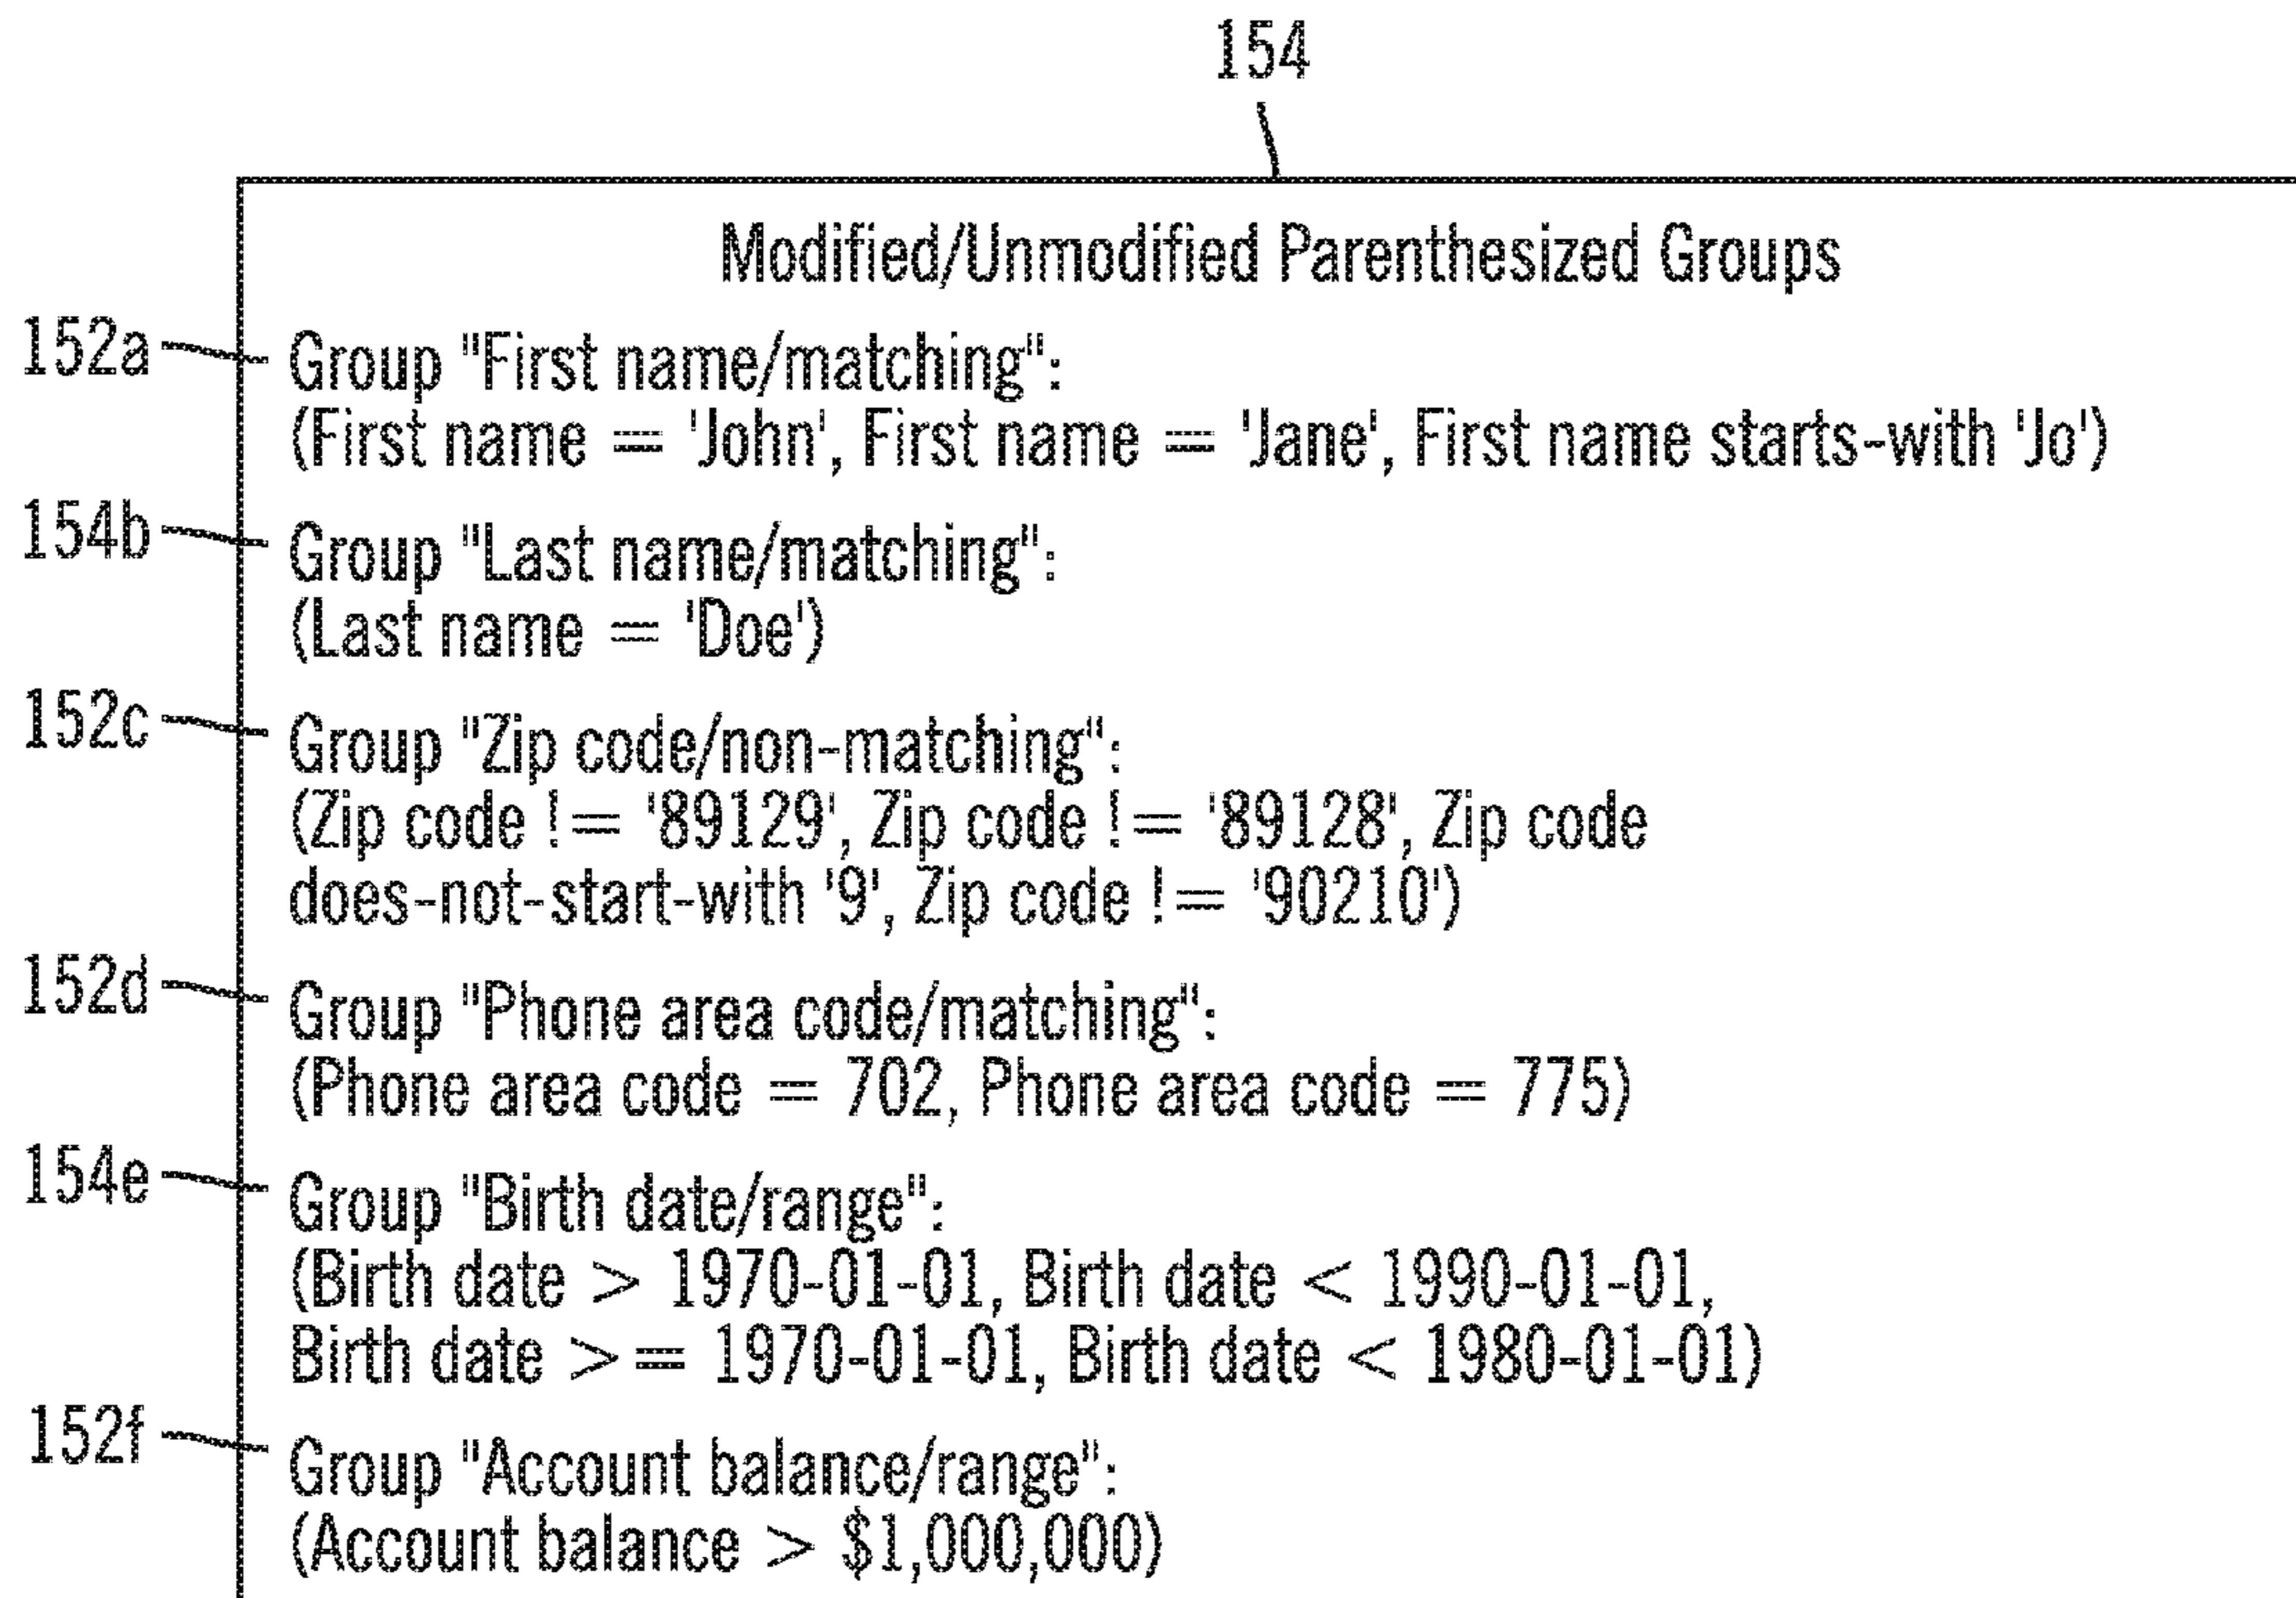 154
Modified/Unmodified Parenthesized Groups
152a
Group "First name/matching":
(First name == 'John', First name == 'Jane', First name starts-with 'Jo')
154b
Group "Last name/matching":
(Last name == 'Doe')
152c
Group "Zip code/non-matching":
(Zip code != '89129', Zip code != '89128', Zip code
does-not-start-with '9', Zip code != '90210')
152d
Group "Phone area code/matching":
(Phone area code == 702, Phone area code == 775)
154e
Group "Birth date/range":
(Birth date > 1970-01-01, Birth date < 1990-01-01,
Birth date >= 1970-01-01, Birth date < 1980-01-01)
152f
Group "Account balance/range":
(Account balance > $1,000,000)